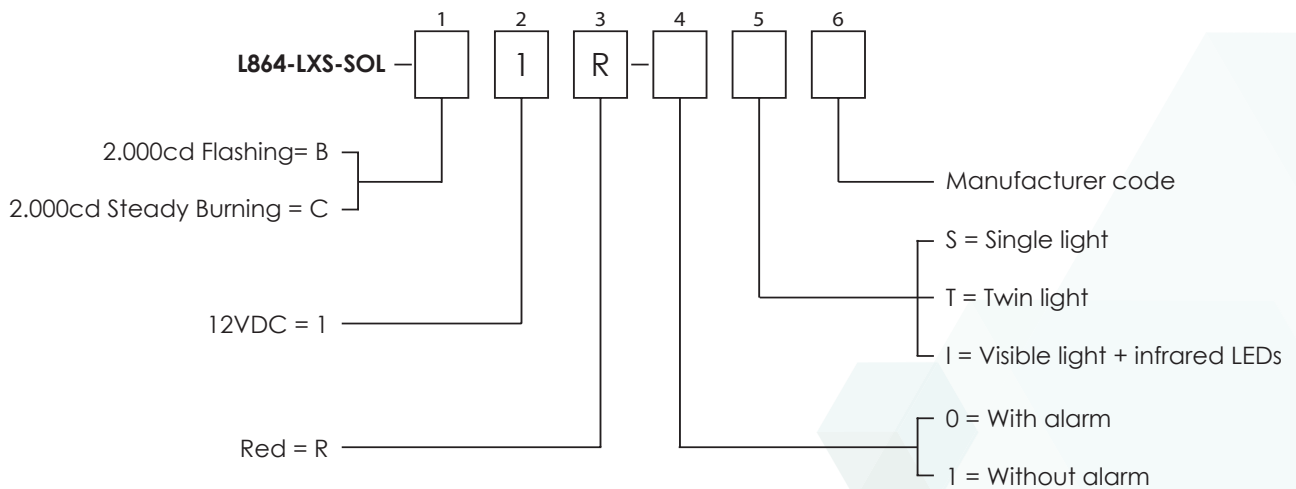 1 2 3 4 5 6
L864-LXS-SOL – 1 R –
2.000cd Flashing= B
2.000cd Steady Burning = C
Manufacturer code
S = Single light
T = Twin light
12VDC = 1
I = Visible light + infrared LEDs
0 = With alarm
Red = R
1 = Without alarm